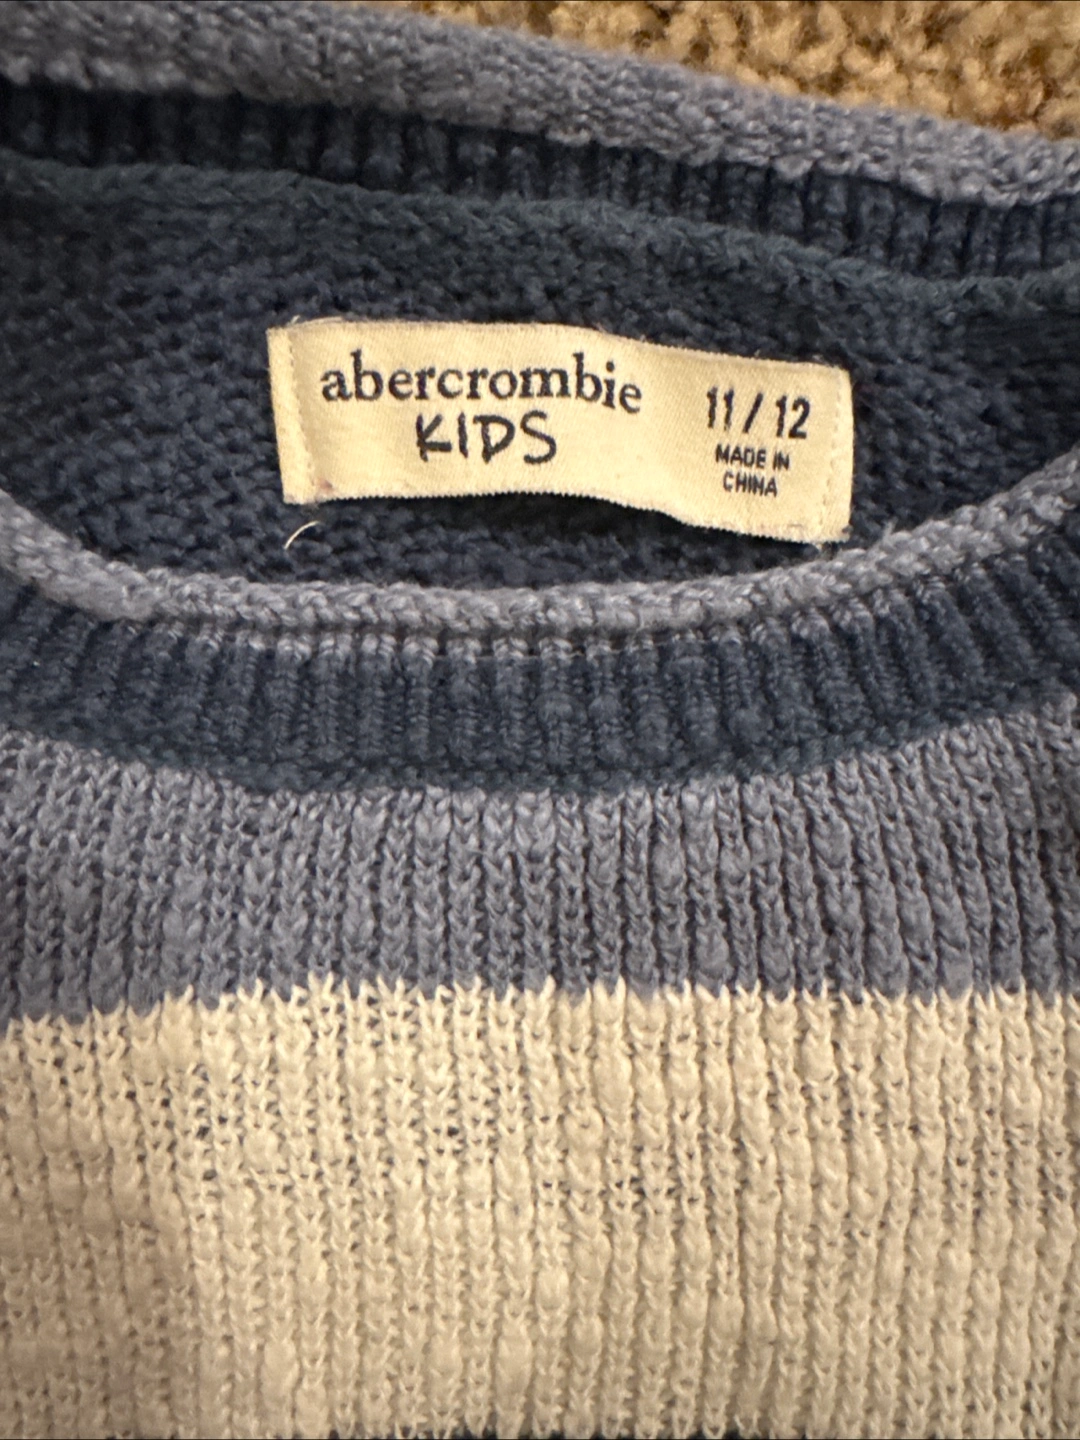 abercrombie
KIDS
11 / 12
MADE IN
CHINA